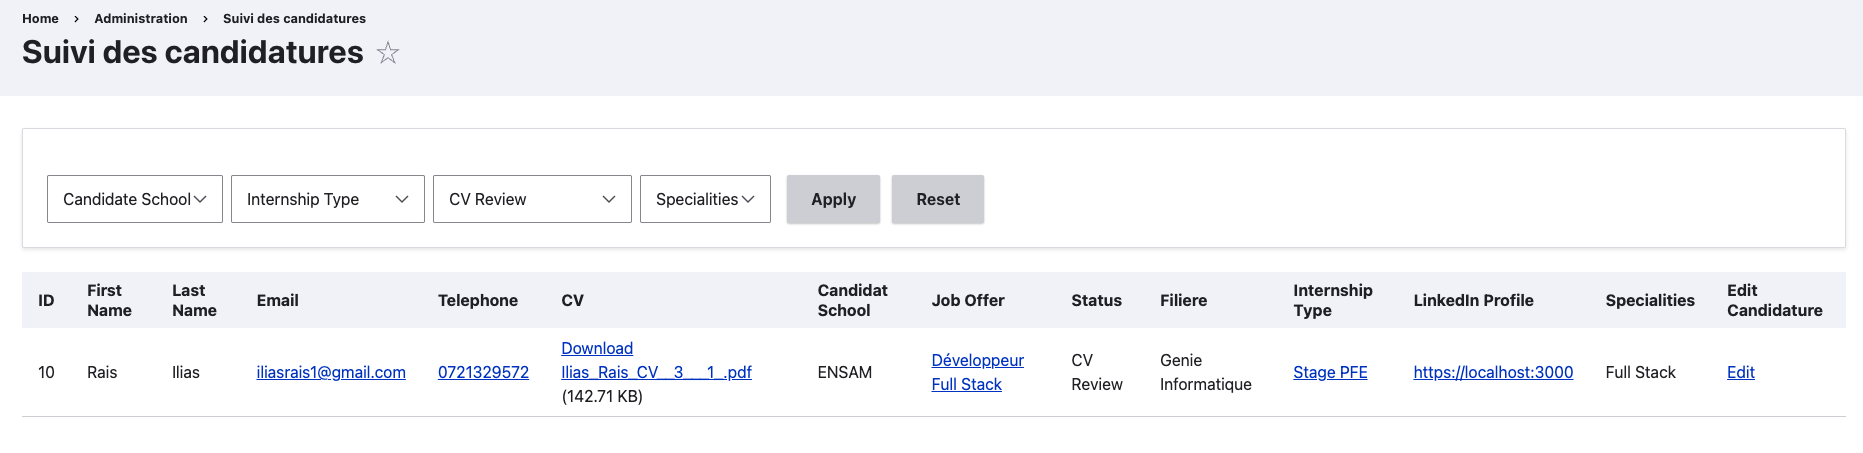 Home > Administration > Suivi des candidatures
Suivi des candidatures ☆
Candidate School Internship Type CV Review Specialities Apply Reset
ID First Name Last Name Email Telephone CV Candidat School Job Offer Status Filiere Internship Type LinkedIn Profile Specialities Edit Candidature
10 Rais Ilias iliasrais1@gmail.com 0721329572 Download Ilias_Rais_CV__3___1_.pdf (142.71 KB) ENSAM Développeur Full Stack CV Review Genie Informatique Stage PFE https://localhost:3000 Full Stack Edit